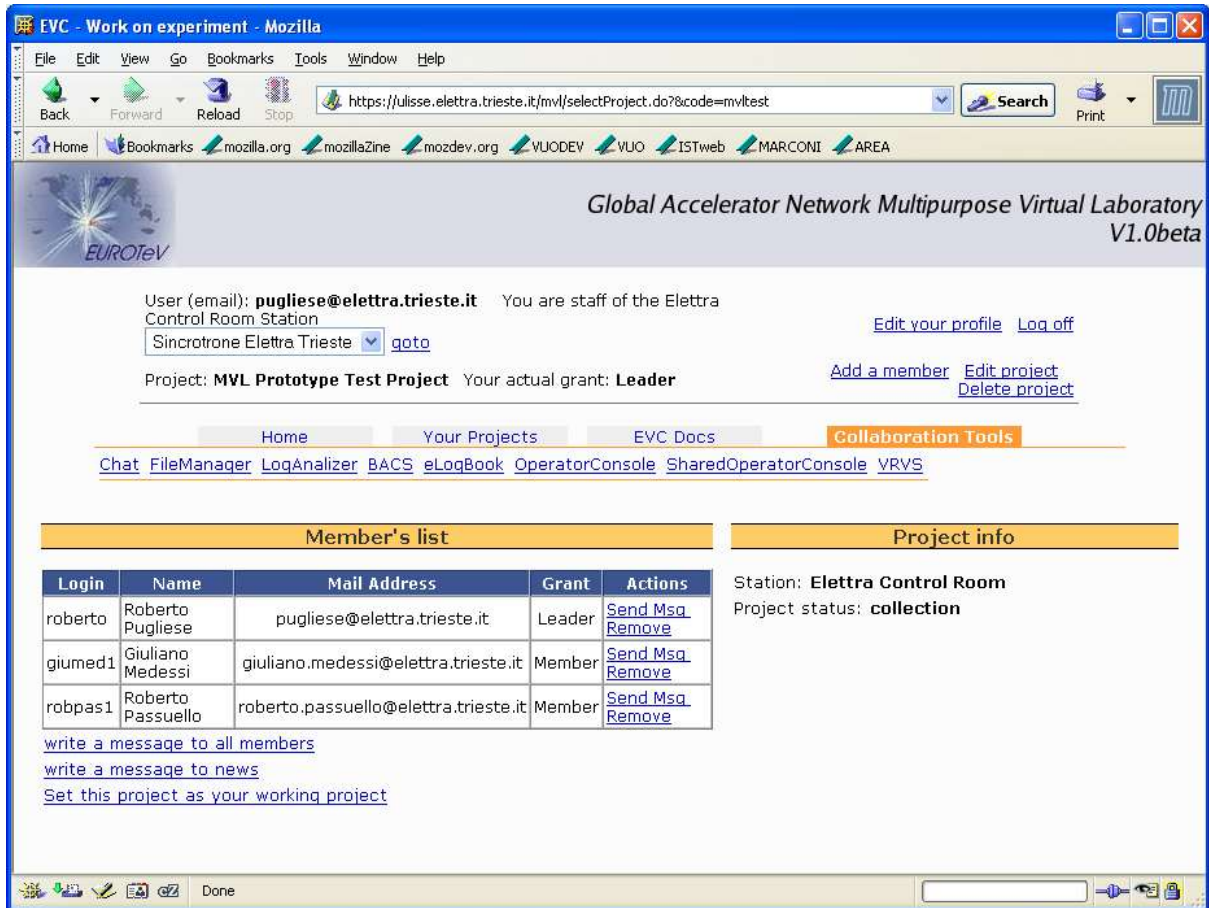 EVC - Work on experiment - Mozilla
File Edit View Go Bookmarks Tools Window Help
Back Forward Reload Stop https://ulisse.elettra.trieste.it/mvl/selectProject.do?&code=mvltest Search Print
Home Bookmarks mozilla.org mozillaZine mozdev.org VUODEV VUO ISTweb MARCONI AREA
EUROTeV
Global Accelerator Network Multipurpose Virtual Laboratory
V1.0beta
User (email): pugliese@elettra.trieste.it You are staff of the Elettra
Control Room Station
Sincrotrone Elettra Trieste goto
Edit your profile Log off
Project: MVL Prototype Test Project Your actual grant: Leader
Add a member Edit project
Delete project
Home Your Projects EVC Docs Collaboration Tools
Chat FileManager LogAnalizer BACS eLogBook OperatorConsole SharedOperatorConsole VRVS
Member's list
Login Name Mail Address Grant Actions
roberto Roberto Pugliese pugliese@elettra.trieste.it Leader Send Msg Remove
giumed1 Giuliano Medessi giuliano.medessi@elettra.trieste.it Member Send Msg Remove
robpas1 Roberto Passuello roberto.passuello@elettra.trieste.it Member Send Msg Remove
write a message to all members
write a message to news
Set this project as your working project
Project info
Station: Elettra Control Room
Project status: collection
Done